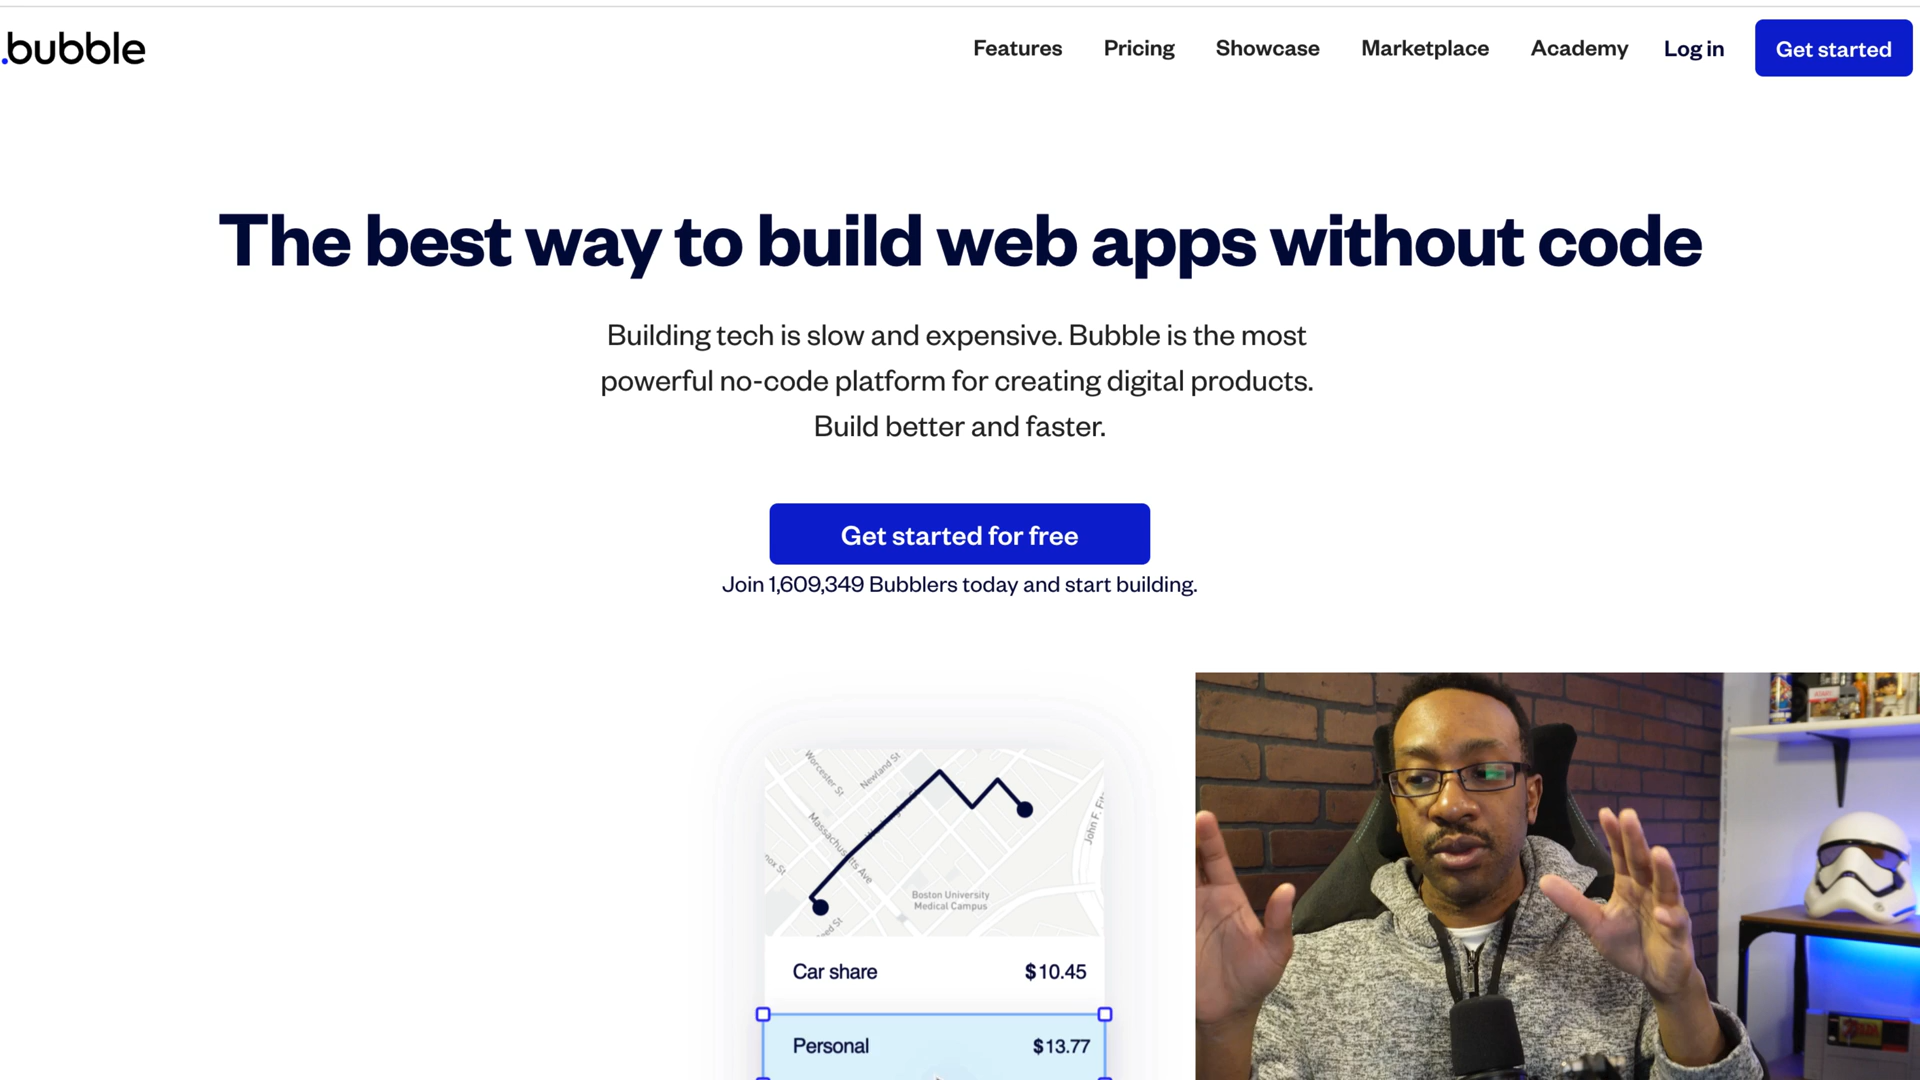 .bubble
Features Pricing Showcase Marketplace Academy Log in Get started
The best way to build web apps without code
Building tech is slow and expensive. Bubble is the most
powerful no-code platform for creating digital products.
Build better and faster.
Get started for free
Join 1,609,349 Bubblers today and start building.
Worcester St
Newland St
Massachusetts Ave
Boston University
Medical Campus
Car share $10.45
Personal $13.77